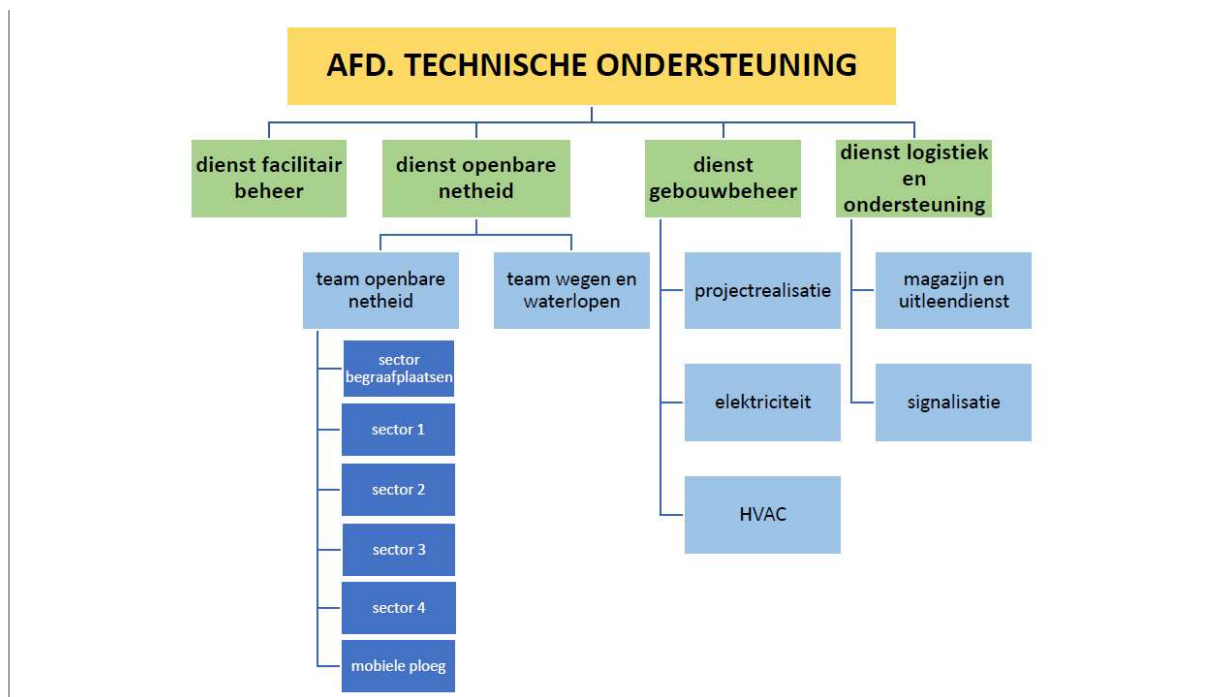 AFD. TECHNISCHE ONDERSTEUNING
dienst facilitair
beheer
dienst openbare
netheid
dienst
gebouwbeheer
dienst logistiek
en
ondersteuning
team openbare
netheid
team wegen en
waterlopen
projectrealisatie
magazijn en
uitleendienst
sector
begraafplaatsen
elektriciteit
signalisatie
sector 1
sector 2
HVAC
sector 3
sector 4
mobiele ploeg